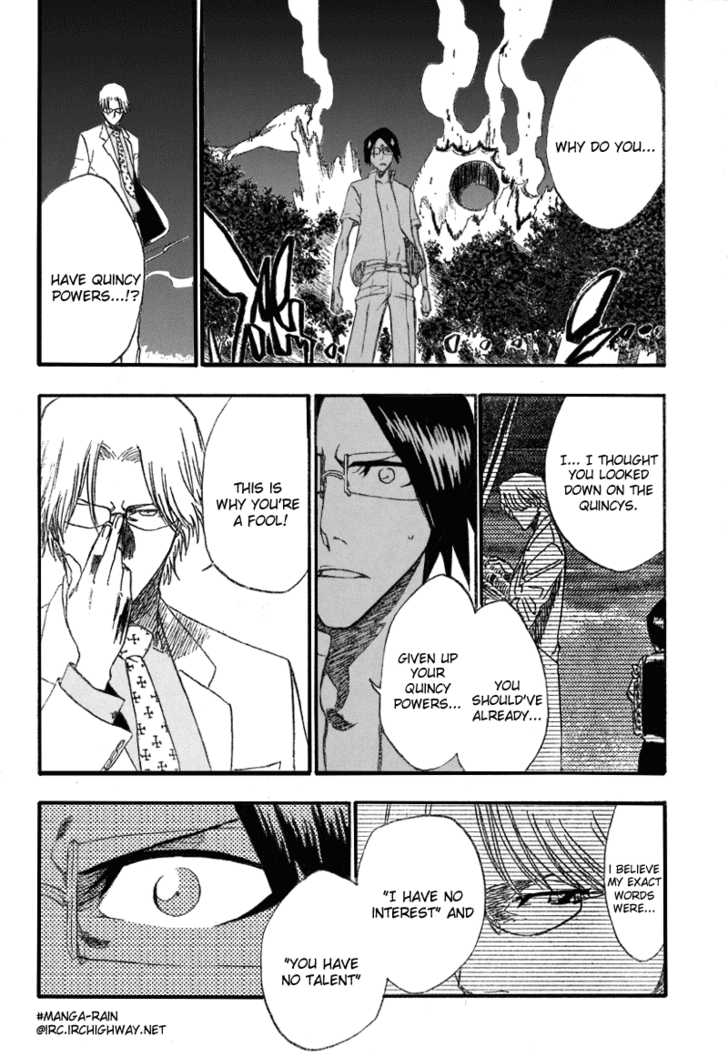 WHY DO YOU...
HAVE QUINCY
POWERS...!?
I... I THOUGHT
YOU LOOKED
DOWN ON THE
QUINCYS.
YOU
SHOULD'VE
ALREADY...
GIVEN UP
YOUR
QUINCY
POWERS...
THIS IS
WHY YOU'RE
A FOOL!
I BELIEVE
MY EXACT
WORDS
WERE...
"I HAVE NO
INTEREST" AND
"YOU HAVE
NO TALENT"
#MANGA-RAIN
@IRC.IRCHIGHWAY.NET